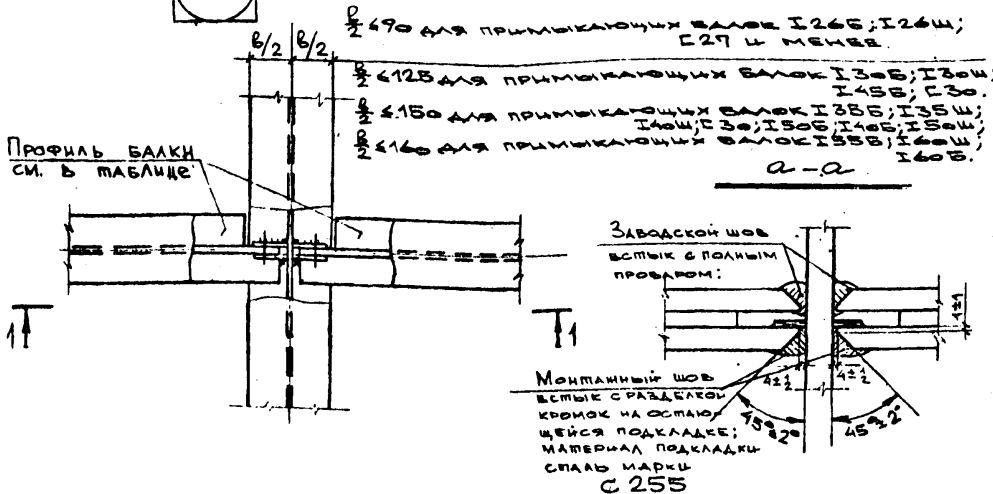 в/2 ≤ 90 для примыкающих балок I26Б; I26Ш;
[27 и менее
в/2 ≤ 125 для примыкающих балок I30Б; I30Ш;
I45Б; [30.
в/2 ≤ 150 для примыкающих балок I35Б; I35Ш;
I40Ш; [30; I50Б; I40Б; I50Ш;
в/2 ≤ 160 для примыкающих балок I55Б; I60Ш;
I60Б.
в/2 в/2
Профиль балки
см. в таблице
а - а
Заводской шов
встык с полным
проваром:
1 1
1±1
4±1/2 4±1/2
45°±2° 45°±2°
Монтажный шов
встык с разделкой
кромок на остаю-
щейся подкладке;
материал подкладки
сталь марки
С 255